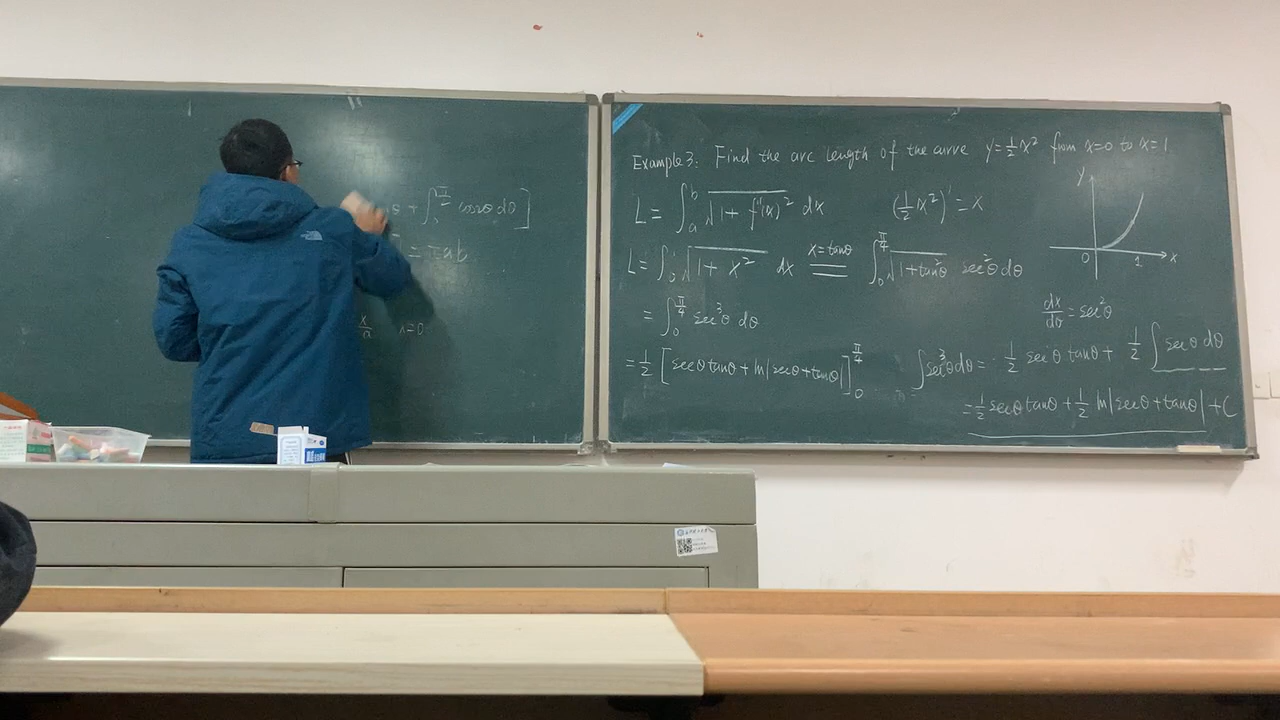 θ + ∫₀^(π/2) cos2θ dθ ]
= πab
x/a x=0
Example 3: Find the arc length of the curve y=½x² from x=0 to x=1
L = ∫ₐᵇ √(1+f'(x)²) dx (½x²)' = x
L = ∫₀¹ √(1+x²) dx x=tanθ ═ ∫₀^(π/4) √(1+tan²θ) sec²θ dθ
y
0 1 x
= ∫₀^(π/4) sec³θ dθ
dx/dθ = sec²θ
= ½ [ secθ tanθ + ln|secθ+tanθ| ]₀^(π/4)
∫sec³θ dθ = ½ secθ tanθ + ½ ∫ secθ dθ
= ½ secθ tanθ + ½ ln|secθ + tanθ| + C